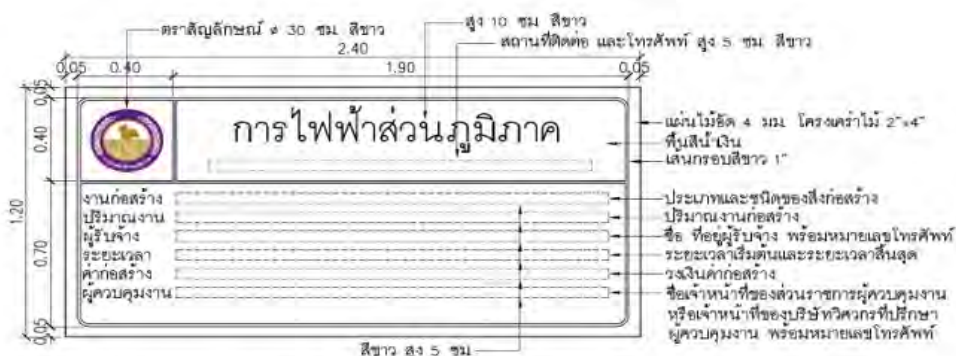 ตราสัญลักษณ์ ø 30 ซม. สีขาว
สูง 10 ซม. สีขาว
สถานที่ติดต่อ และโทรศัพท์ สูง 5 ซม. สีขาว
2.40
0.05 0.40 1.90 0.05
0.05
0.40
1.20
0.70
0.05
การไฟฟ้าส่วนภูมิภาค
แผ่นไม้อัด 4 มม. โครงเคร่าไม้ 2"x4"
พื้นสีน้ำเงิน
เส้นกรอบสีขาว 1"
งานก่อสร้าง
ปริมาณงาน
ผู้รับจ้าง
ระยะเวลา
ค่าก่อสร้าง
ผู้ควบคุมงาน
ประเภทและชนิดของสิ่งก่อสร้าง
ปริมาณงานก่อสร้าง
ชื่อ ที่อยู่ผู้รับจ้าง พร้อมหมายเลขโทรศัพท์
ระยะเวลาเริ่มต้นและระยะเวลาสิ้นสุด
วงเงินค่าก่อสร้าง
ชื่อเจ้าหน้าที่ของส่วนราชการผู้ควบคุมงาน
หรือเจ้าหน้าที่ของบริษัทวิศวกรที่ปรึกษา
ผู้ควบคุมงาน พร้อมหมายเลขโทรศัพท์
สีขาว สูง 5 ซม